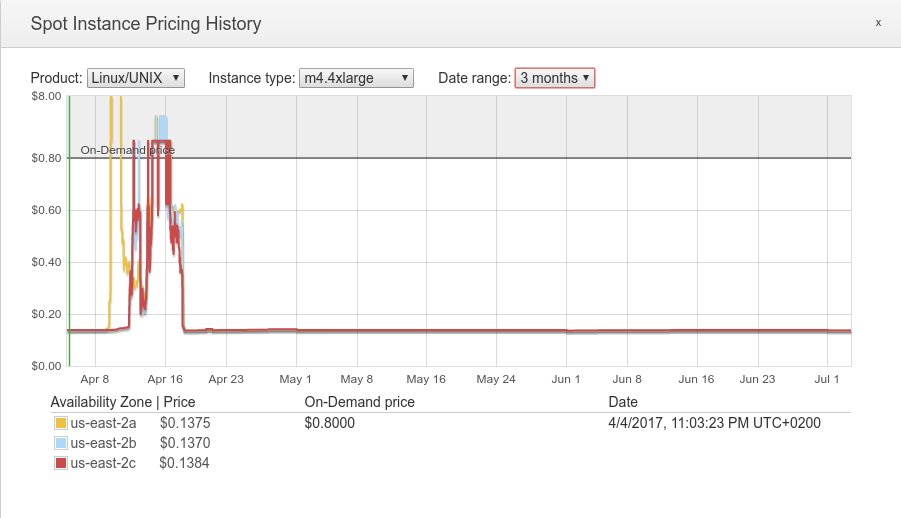 Spot Instance Pricing History x
Product: Linux/UNIX Instance type: m4.4xlarge Date range: 3 months
$8.00
On-Demand price
$0.80
$0.60
$0.40
$0.20
$0.00
Apr 8 Apr 16 Apr 23 May 1 May 8 May 16 May 24 Jun 1 Jun 8 Jun 16 Jun 23 Jul 1
Availability Zone | Price On-Demand price Date
us-east-2a $0.1375 $0.8000 4/4/2017, 11:03:23 PM UTC+0200
us-east-2b $0.1370
us-east-2c $0.1384